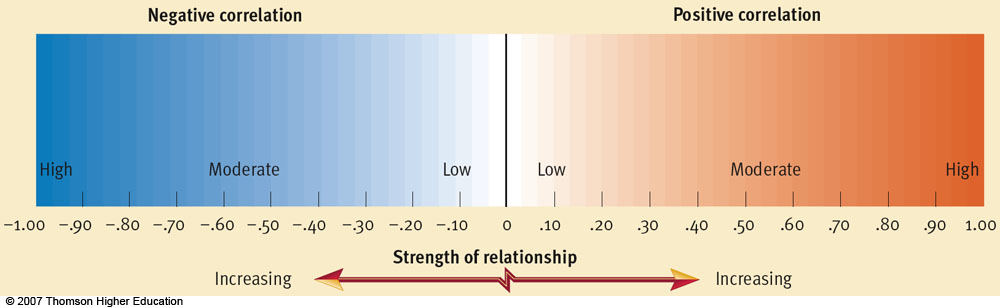 Negative correlation Positive correlation
High Moderate Low Low Moderate High
–1.00 –.90 –.80 –.70 –.60 –.50 –.40 –.30 –.20 –.10 0 .10 .20 .30 .40 .50 .60 .70 .80 .90 1.00
Strength of relationship
Increasing Increasing
© 2007 Thomson Higher Education